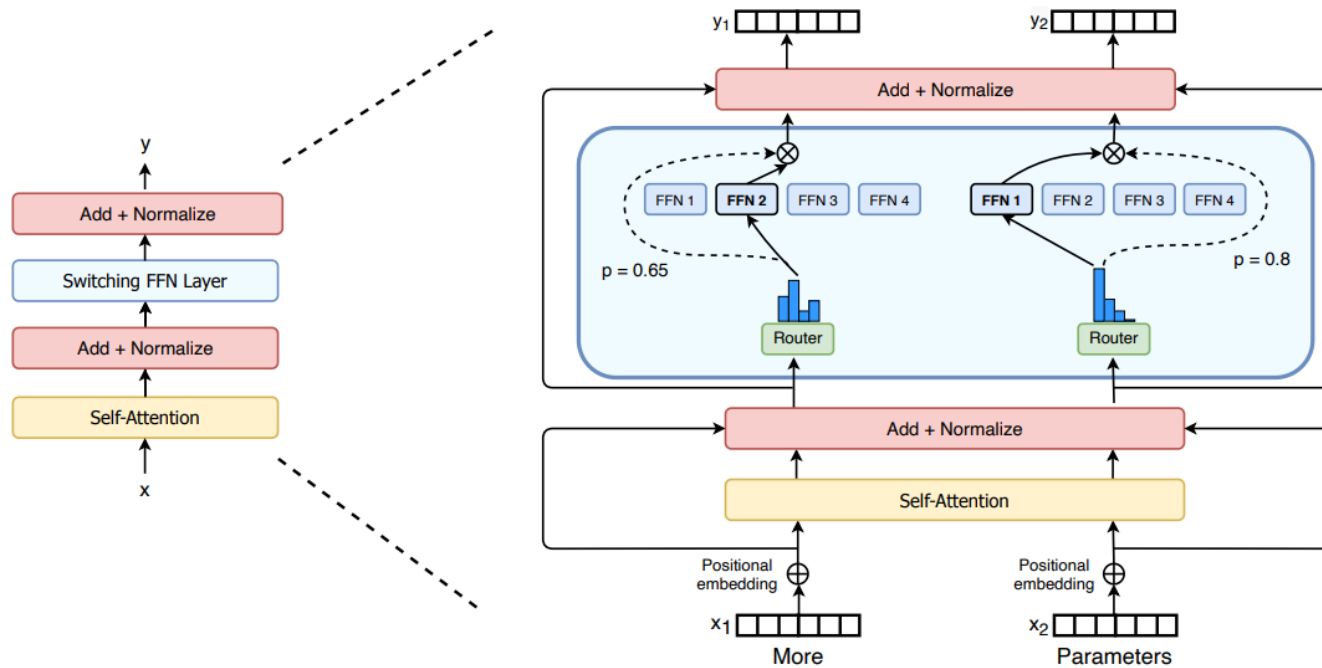 y
Add + Normalize
Switching FFN Layer
Add + Normalize
Self-Attention
x
y1 y2
Add + Normalize
FFN 1 FFN 2 FFN 3 FFN 4 FFN 1 FFN 2 FFN 3 FFN 4
p = 0.65 p = 0.8
Router Router
Add + Normalize
Self-Attention
Positional
embedding
Positional
embedding
x1 x2
More Parameters